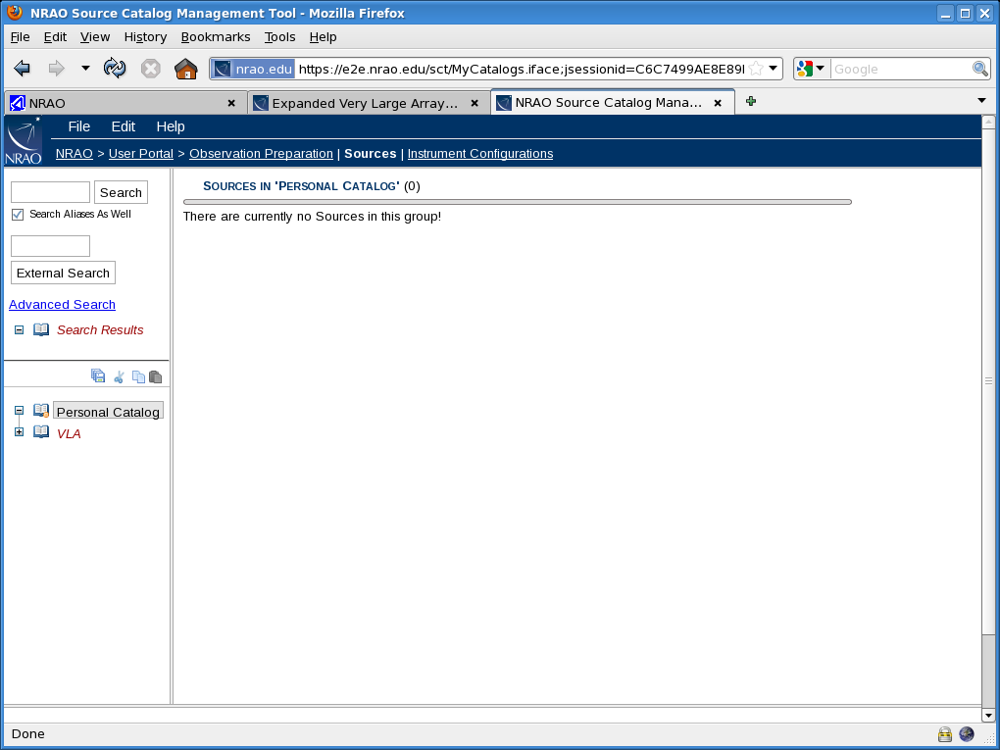 NRAO Source Catalog Management Tool - Mozilla Firefox
File Edit View History Bookmarks Tools Help
nrao.edu https://e2e.nrao.edu/sct/MyCatalogs.iface;jsessionid=C6C7499AE8E89I Google
NRAO Expanded Very Large Array... NRAO Source Catalog Mana...
NRAO
File Edit Help
NRAO > User Portal > Observation Preparation | Sources | Instrument Configurations
Search
Search Aliases As Well
External Search
Advanced Search
Search Results
Personal Catalog
VLA
SOURCES IN 'PERSONAL CATALOG' (0)
There are currently no Sources in this group!
Done